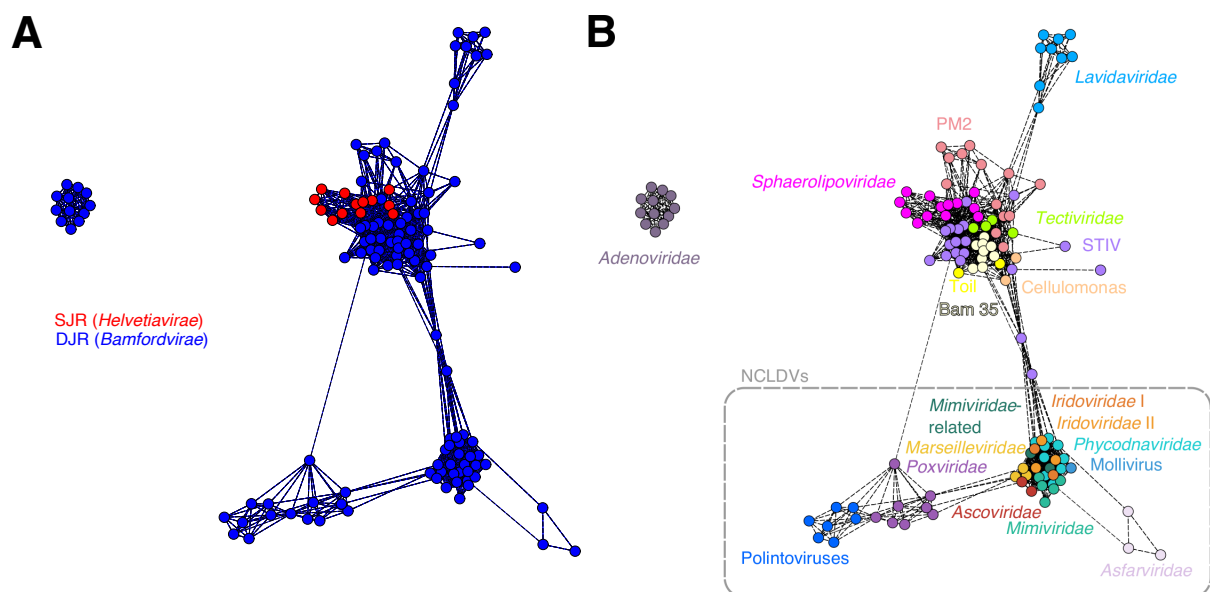 A
B
Lavidaviridae
PM2
Sphaerolipoviridae
Tectiviridae
STIV
Adenoviridae
Toil
Cellulomonas
Bam 35
SJR (Helvetiavirae)
DJR (Bamfordvirae)
NCLDVs
Mimiviridae-
related
Iridoviridae I
Iridoviridae II
Marseilleviridae
Phycodnaviridae
Poxviridae
Mollivirus
Ascoviridae
Mimiviridae
Polintoviruses
Asfarviridae